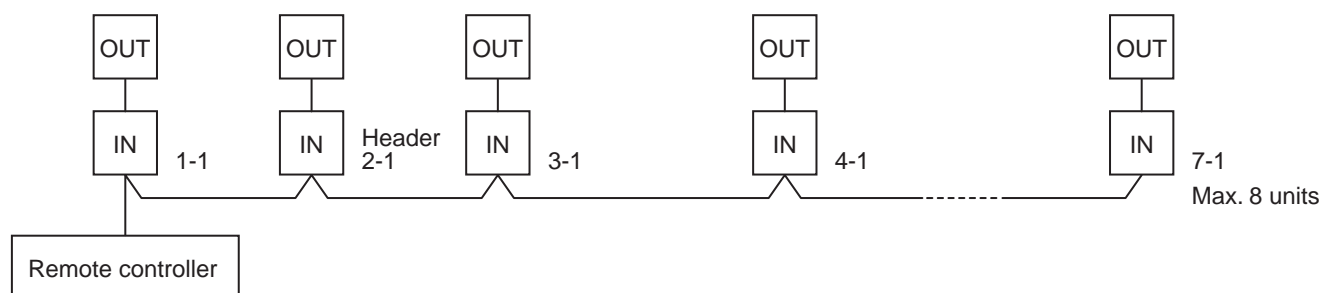 OUT
OUT
OUT
OUT
OUT
IN
1-1
IN
Header
2-1
IN
3-1
IN
4-1
IN
7-1
Max. 8 units
Remote controller